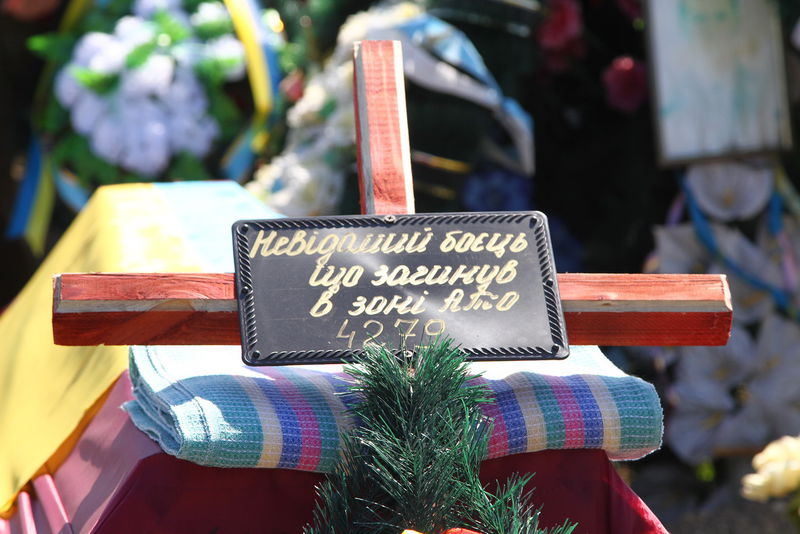 Невідомий боєць
що загинув
в зоні АТО
4279